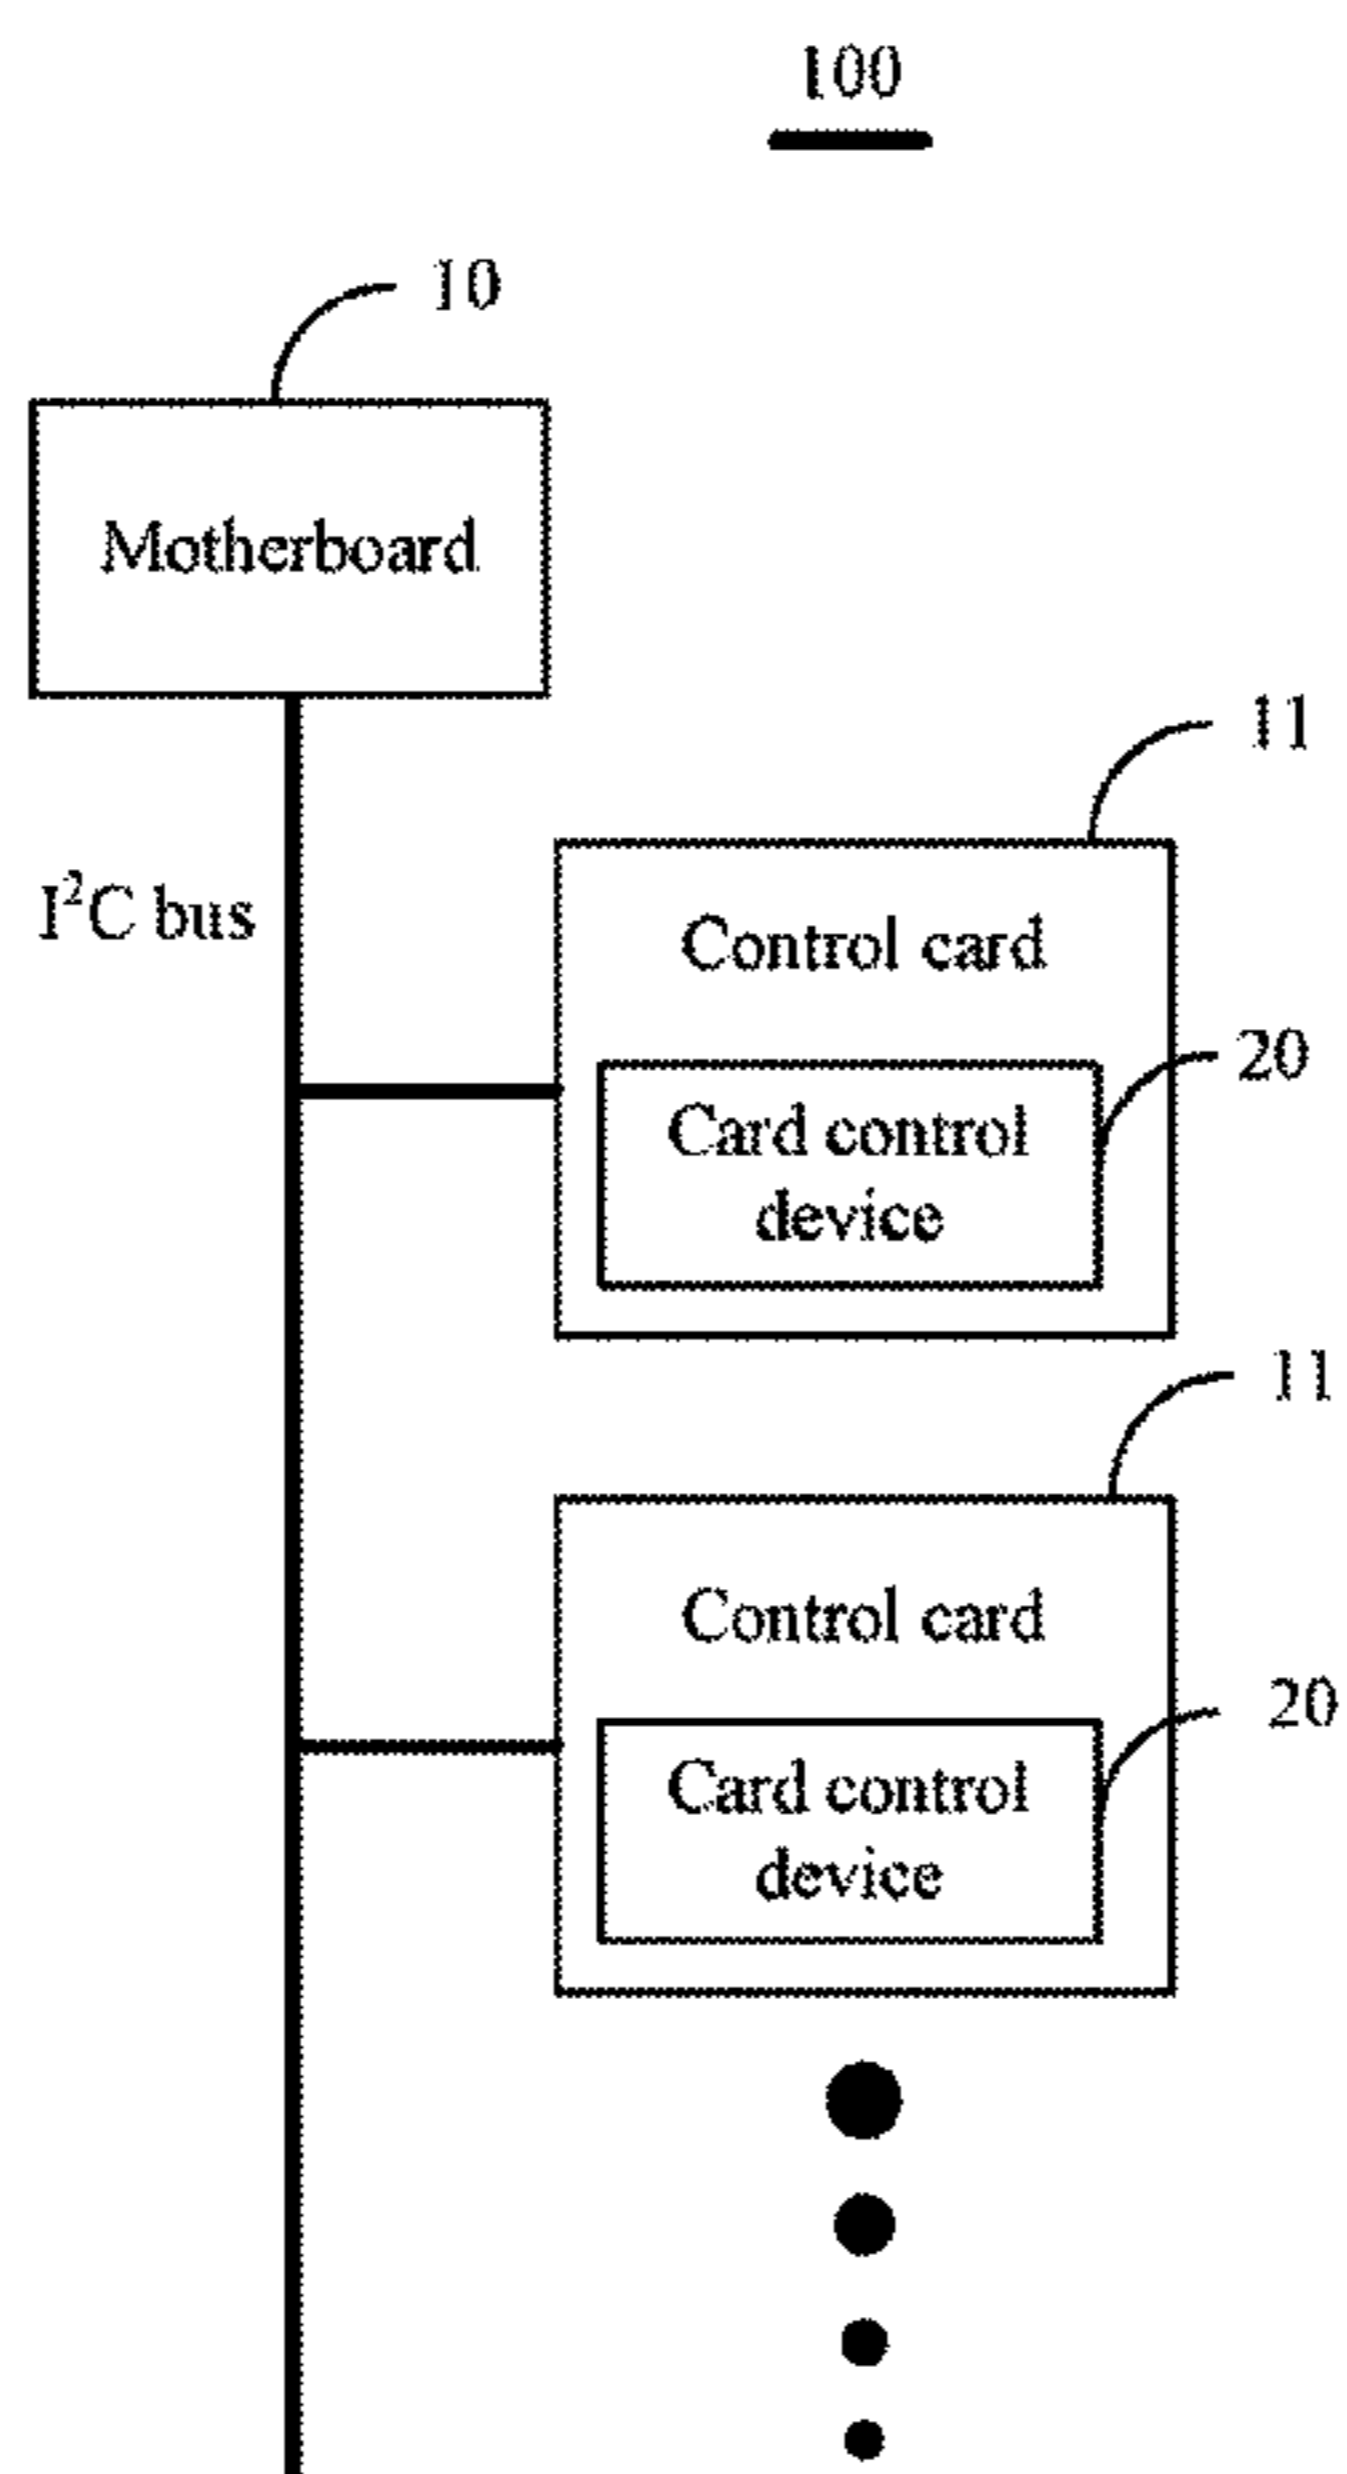 100
10
Motherboard
11
I²C bus
Control card
20
Card control
device
11
Control card
20
Card control
device